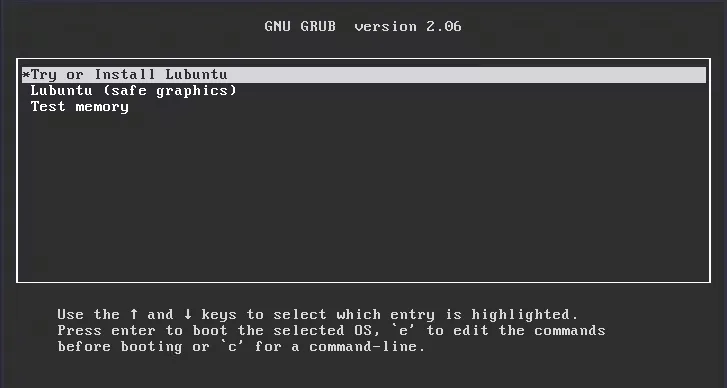 GNU GRUB  version 2.06
*Try or Install Lubuntu
Lubuntu (safe graphics)
Test memory
Use the ↑ and ↓ keys to select which entry is highlighted.
Press enter to boot the selected OS, `e' to edit the commands
before booting or `c' for a command-line.